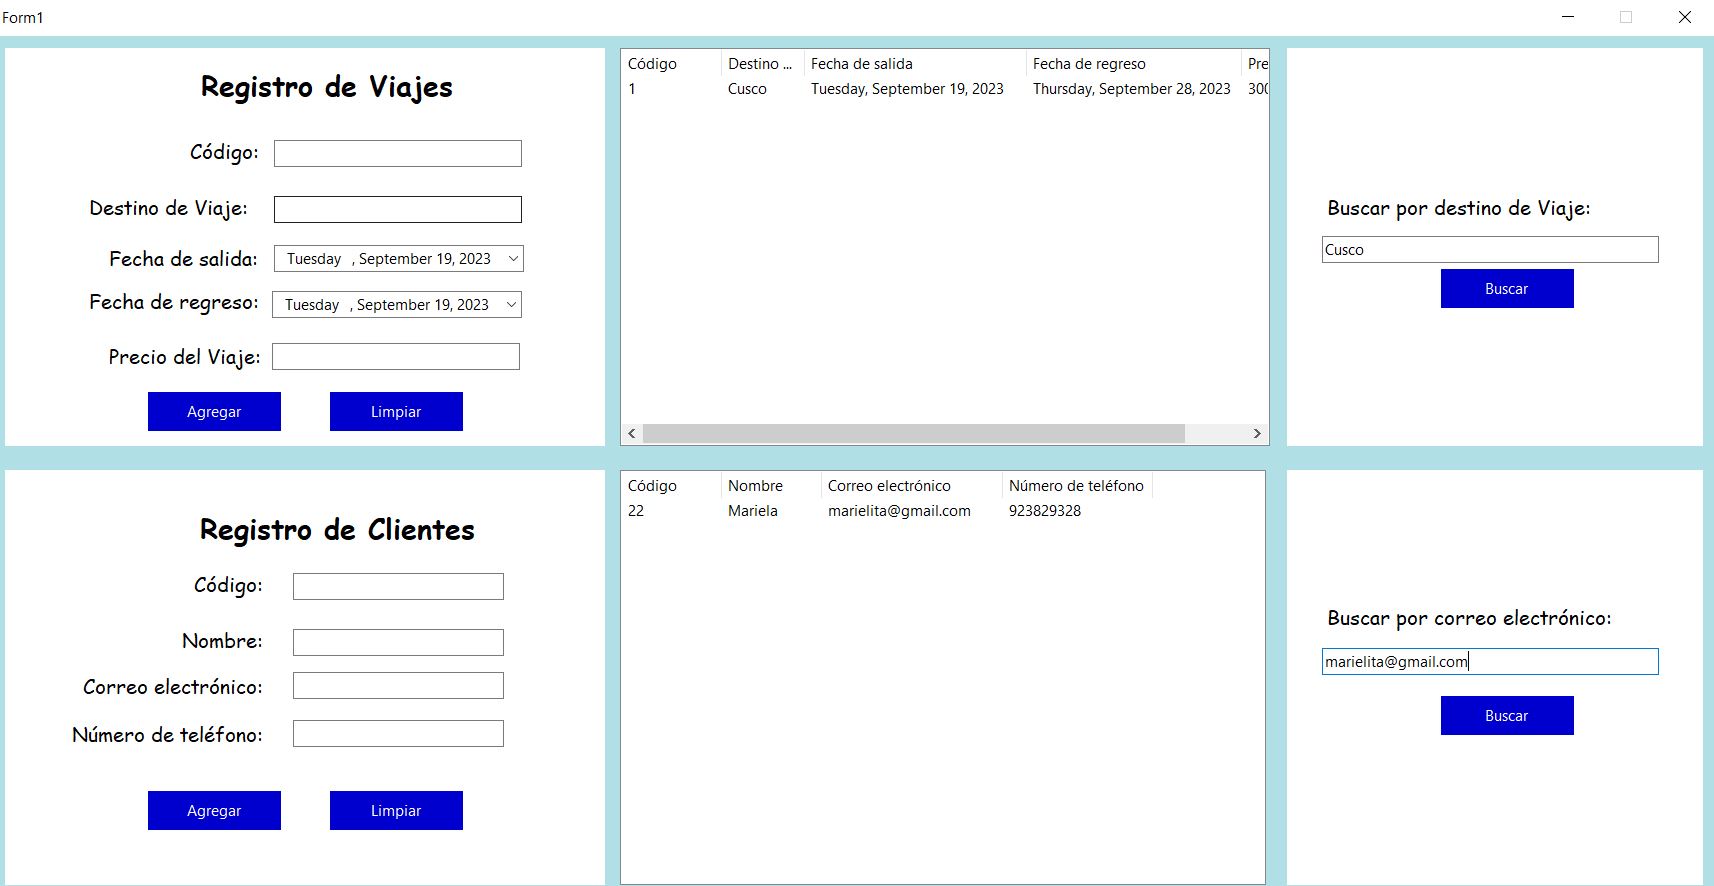 Form1
Registro de Viajes
Código:
Destino de Viaje:
Fecha de salida: Tuesday , September 19, 2023
Fecha de regreso: Tuesday , September 19, 2023
Precio del Viaje:
Agregar Limpiar
Código Destino ... Fecha de salida Fecha de regreso Pre
1 Cusco Tuesday, September 19, 2023 Thursday, September 28, 2023 300
Buscar por destino de Viaje:
Cusco
Buscar
Registro de Clientes
Código:
Nombre:
Correo electrónico:
Número de teléfono:
Agregar Limpiar
Código Nombre Correo electrónico Número de teléfono
22 Mariela marielita@gmail.com 923829328
Buscar por correo electrónico:
marielita@gmail.com
Buscar